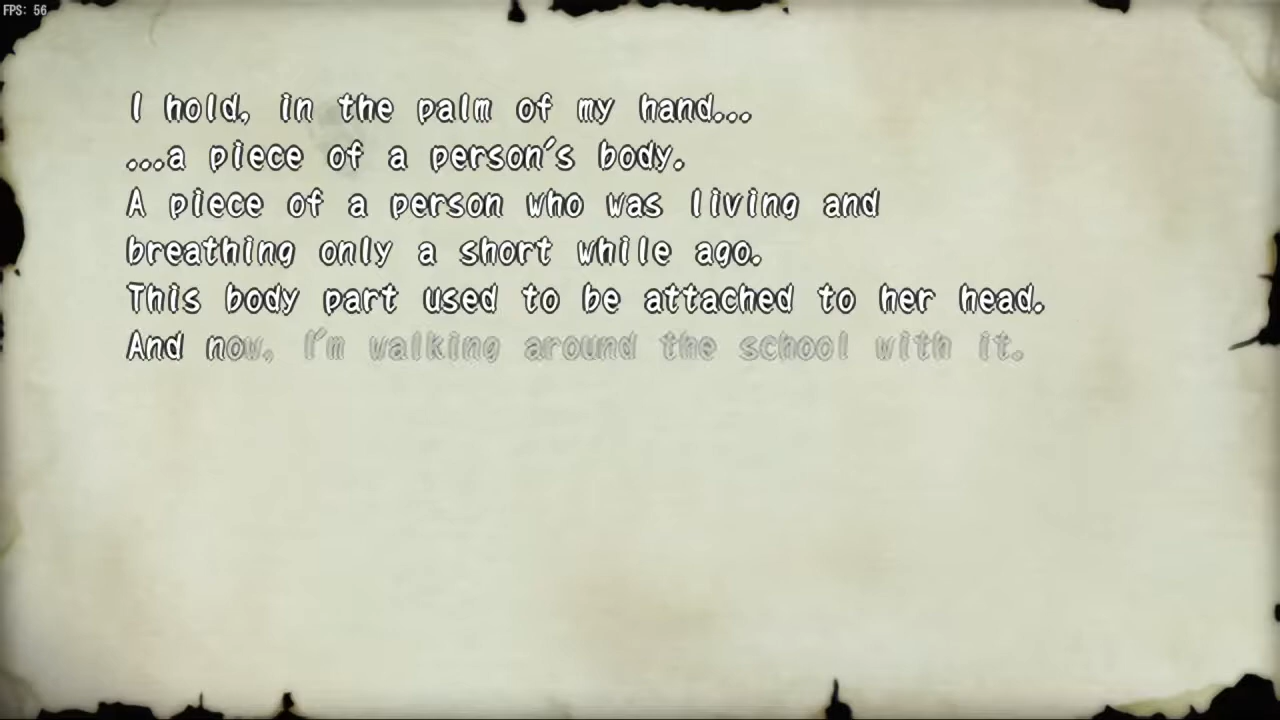 FPS: 56
I hold, in the palm of my hand...
...a piece of a person's body.
A piece of a person who was living and
breathing only a short while ago.
This body part used to be attached to her head.
And now, I'm walking around the school with it.